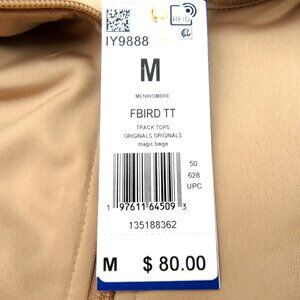 RFID
IY9888
M
MEN/HOMBRE
FBIRD TT
TRACK TOPS
ORIGINALS ORIGINALS
magic beige
50
628
UPC
1 97611 64509 3
135188362
M $ 80.00